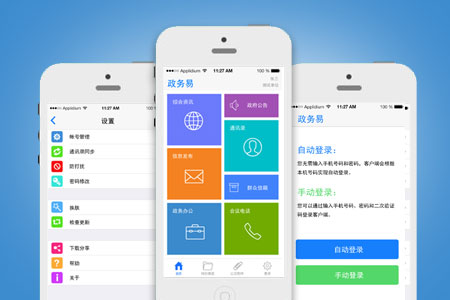 ●●○○○ Applidium
11:27 AM
设置
帐号管理
通讯录同步
防打扰
密码修改
换肤
检查更新
下载分享
帮助
关于
●●○○○ Applidium
11:27 AM
100 %
政务易
综合资讯
政府公告
通讯录
信息发布
群众信箱
政务办公
会议电话
●●○○○ Applidium
11:27 AM
100 %
政务易
自动登录:
您无需输入手机号码和密码。客户端会根据
本机号码实现自动登录.
手动登录:
您可以通过输入手机号、密码对二次验证
码登录客户端。
自动登录
手动登录